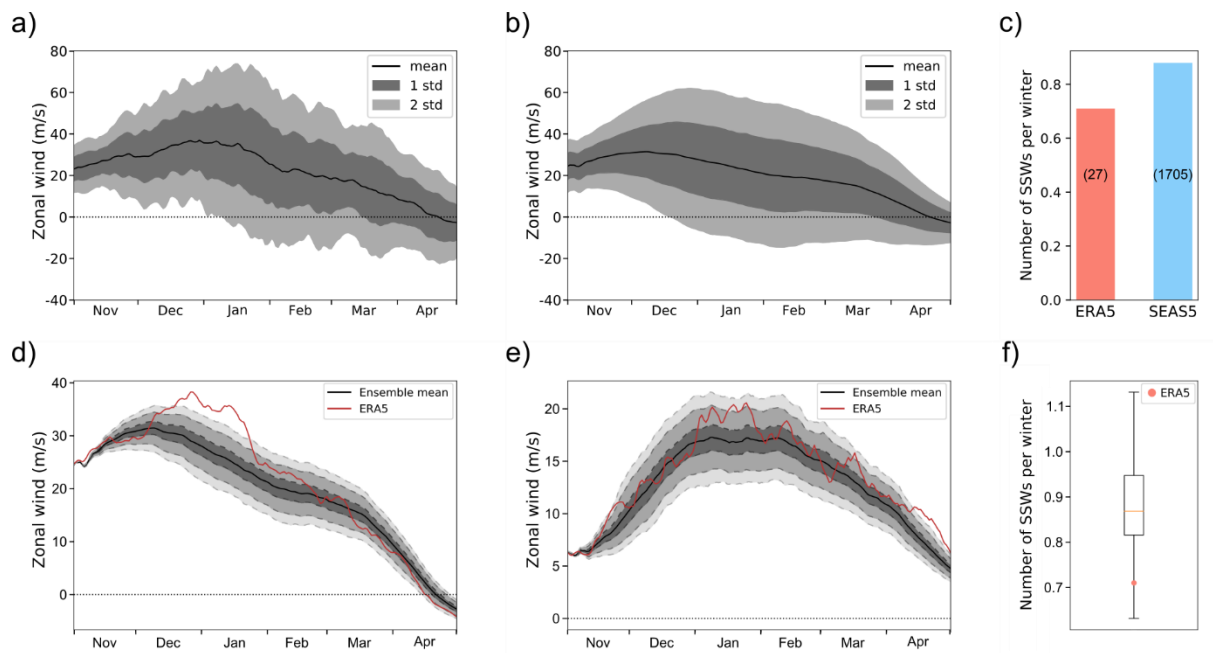 a)
Zonal wind (m/s)
80
60
40
20
0
-20
-40
Nov Dec Jan Feb Mar Apr
mean
1 std
2 std
b)
Zonal wind (m/s)
80
60
40
20
0
-20
-40
Nov Dec Jan Feb Mar Apr
mean
1 std
2 std
c)
Number of SSWs per winter
0.8
0.6
0.4
0.2
0.0
(27)
(1705)
ERA5 SEAS5
d)
Zonal wind (m/s)
40
30
20
10
0
Nov Dec Jan Feb Mar Apr
Ensemble mean
ERA5
e)
Zonal wind (m/s)
20
15
10
5
0
Nov Dec Jan Feb Mar Apr
Ensemble mean
ERA5
f)
Number of SSWs per winter
1.1
1.0
0.9
0.8
0.7
ERA5